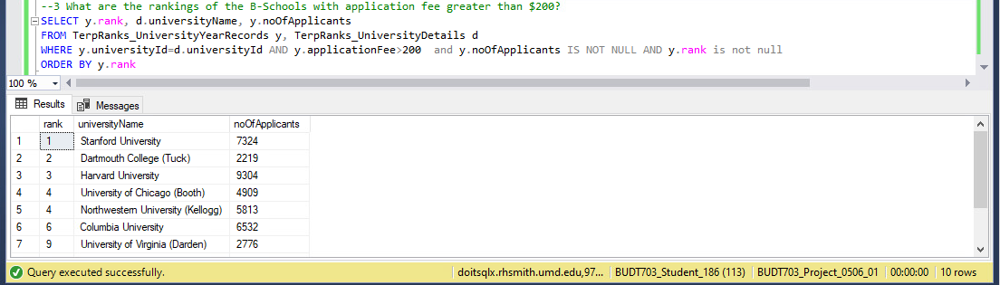 --3 What are the rankings of the B-Schools with application fee greater than $200?
SELECT y.rank, d.universityName, y.noOfApplicants
FROM TerpRanks_UniversityYearRecords y, TerpRanks_UniversityDetails d
WHERE y.universityId=d.universityId AND y.applicationFee>200  and y.noOfApplicants IS NOT NULL AND y.rank is not null
ORDER BY y.rank
100 %
Results Messages
rank universityName noOfApplicants
1 1 Stanford University 7324
2 2 Dartmouth College (Tuck) 2219
3 3 Harvard University 9304
4 4 University of Chicago (Booth) 4909
5 4 Northwestern University (Kellogg) 5813
6 6 Columbia University 6532
7 9 University of Virginia (Darden) 2776
Query executed successfully. doitsqlx.rhsmith.umd.edu,97... BUDT703_Student_186 (113) BUDT703_Project_0506_01 00:00:00 10 rows